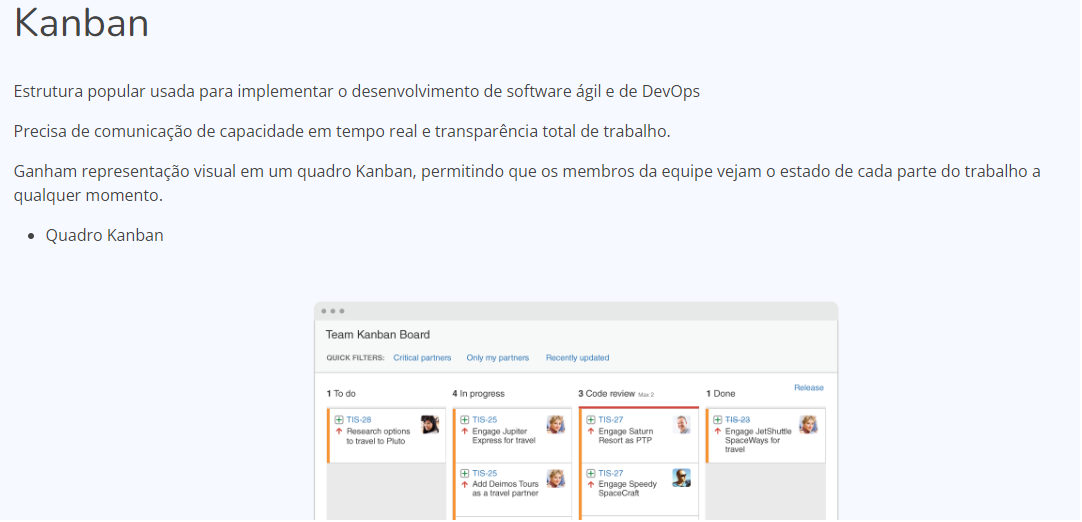 Kanban
Estrutura popular usada para implementar o desenvolvimento de software ágil e de DevOps
Precisa de comunicação de capacidade em tempo real e transparência total de trabalho.
Ganham representação visual em um quadro Kanban, permitindo que os membros da equipe vejam o estado de cada parte do trabalho a
qualquer momento.
• Quadro Kanban
Team Kanban Board
QUICK FILTERS: Critical partners Only my partners Recently updated
Release
1 To do
4 In progress
3 Code review Max 2
1 Done
TIS-28
Research options
to travel to Pluto
TIS-25
Engage Jupiter
Express for travel
TIS-27
Engage Saturn
Resort as PTP
TIS-23
Engage JetShuttle
SpaceWays for
travel
TIS-25
Add Deimos Tours
as a travel partner
TIS-27
Engage Speedy
SpaceCraft